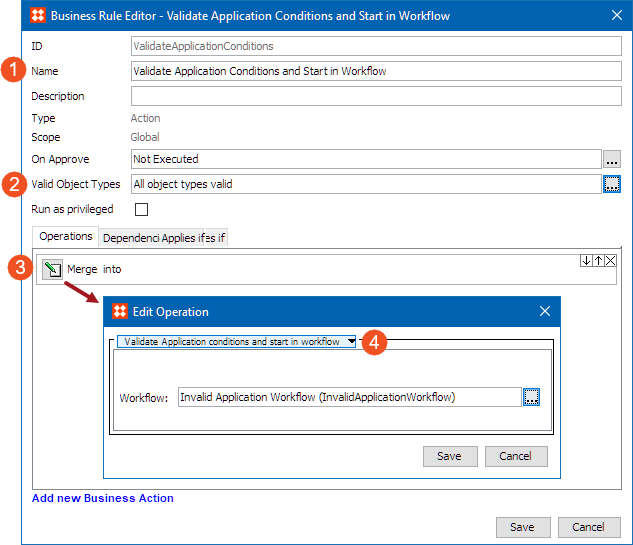 Business Rule Editor - Validate Application Conditions and Start in Workflow
ID ValidateApplicationConditions
1 Name Validate Application Conditions and Start in Workflow
Description
Type Action
Scope Global
On Approve Not Executed ...
2 Valid Object Types All object types valid ...
Run as privileged
Operations Dependenci Applies if es if
3 Merge into
Edit Operation
Validate Application conditions and start in workflow 4
Workflow: Invalid Application Workflow (InvalidApplicationWorkflow) ...
Save Cancel
Add new Business Action
Save Cancel